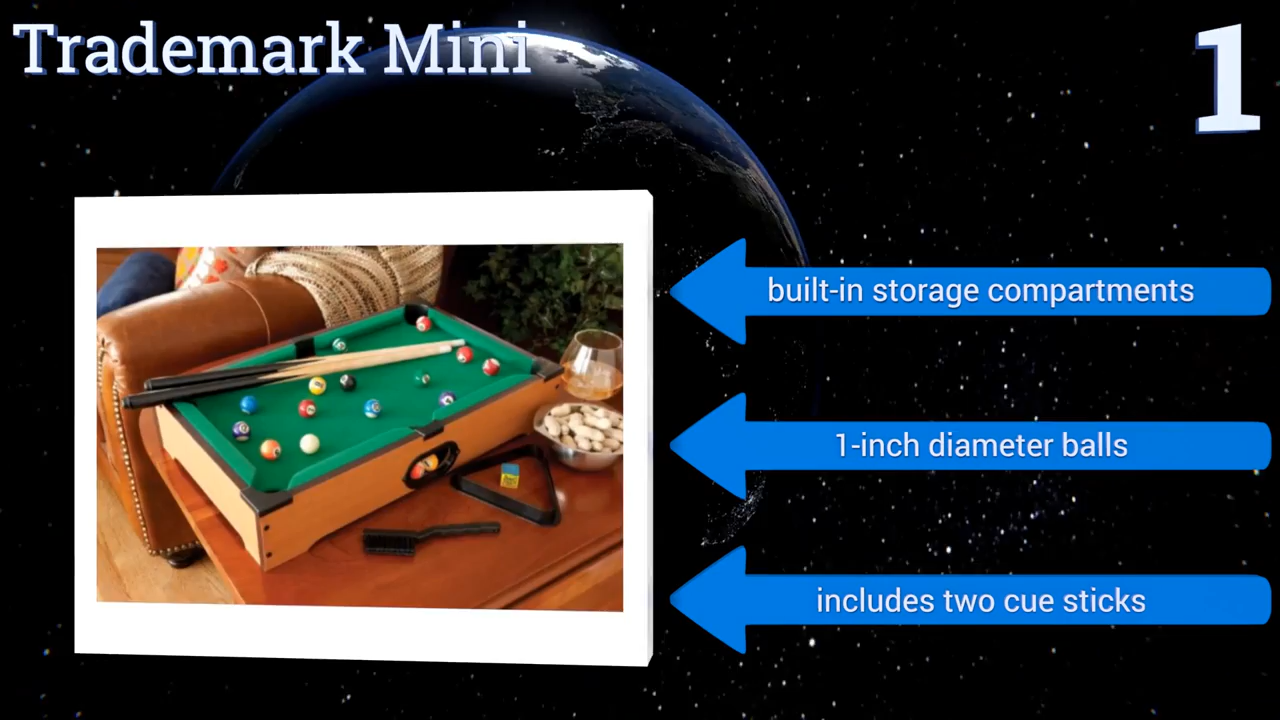 Trademark Mini
1
built-in storage compartments
1-inch diameter balls
includes two cue sticks